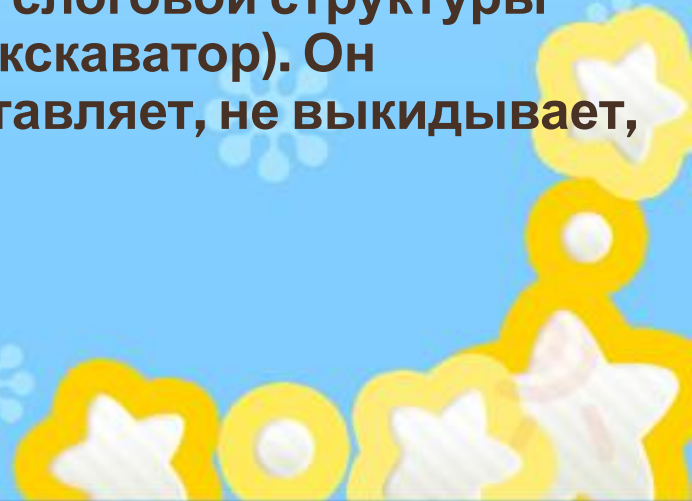 слоговой структуры
кскаватор). Он
тавляет, не выкидывает,